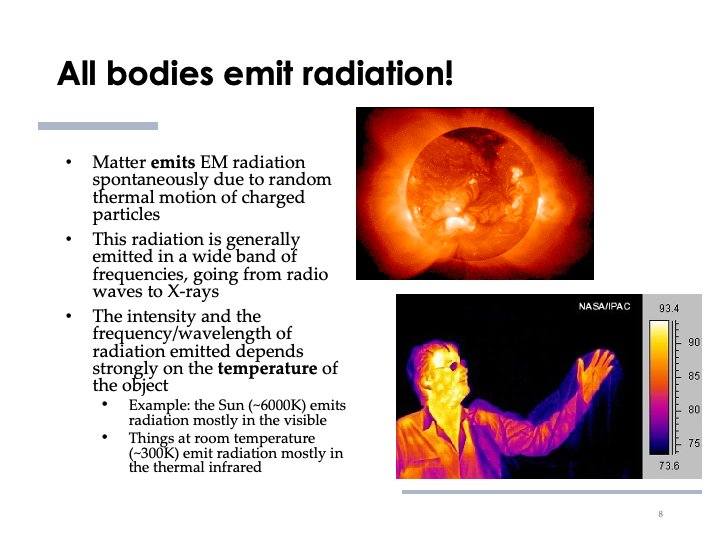 All bodies emit radiation!
• Matter emits EM radiation
spontaneously due to random
thermal motion of charged
particles
• This radiation is generally
emitted in a wide band of
frequencies, going from radio
waves to X-rays
• The intensity and the
frequency/wavelength of
radiation emitted depends
strongly on the temperature of
the object
• Example: the Sun (~6000K) emits
radiation mostly in the visible
• Things at room temperature
(~300K) emit radiation mostly in
the thermal infrared
NASA/IPAC
93.4
90
85
80
75
73.6
8